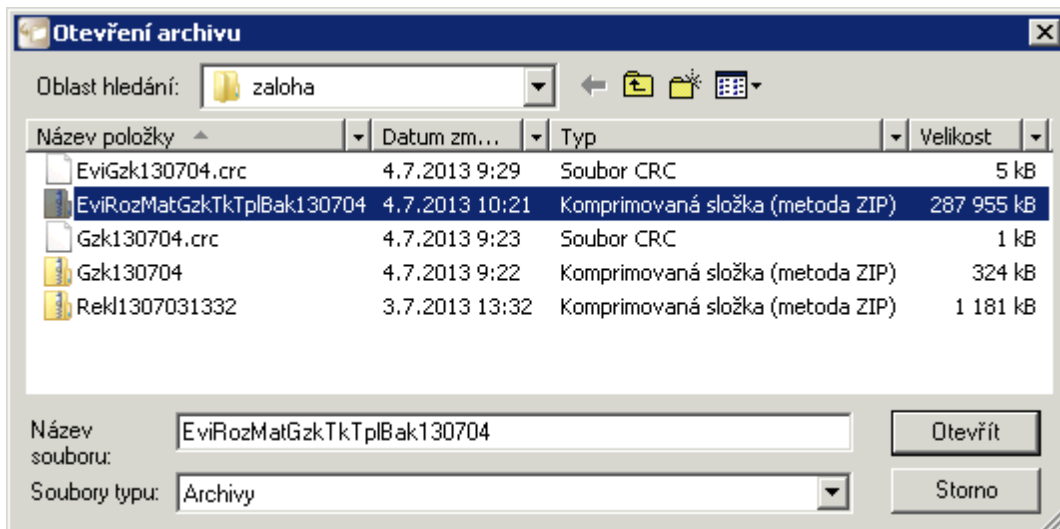 Otevření archivu
Oblast hledání: zaloha
Název položky Datum zm... Typ Velikost
EviGzk130704.crc 4.7.2013 9:29 Soubor CRC 5 kB
EviRozMatGzkTkTplBak130704 4.7.2013 10:21 Komprimovaná složka (metoda ZIP) 287 955 kB
Gzk130704.crc 4.7.2013 9:23 Soubor CRC 1 kB
Gzk130704 4.7.2013 9:22 Komprimovaná složka (metoda ZIP) 324 kB
Rekl1307031332 3.7.2013 13:32 Komprimovaná složka (metoda ZIP) 1 181 kB
Název souboru: EviRozMatGzkTkTplBak130704 Otevřít
Soubory typu: Archivy Storno